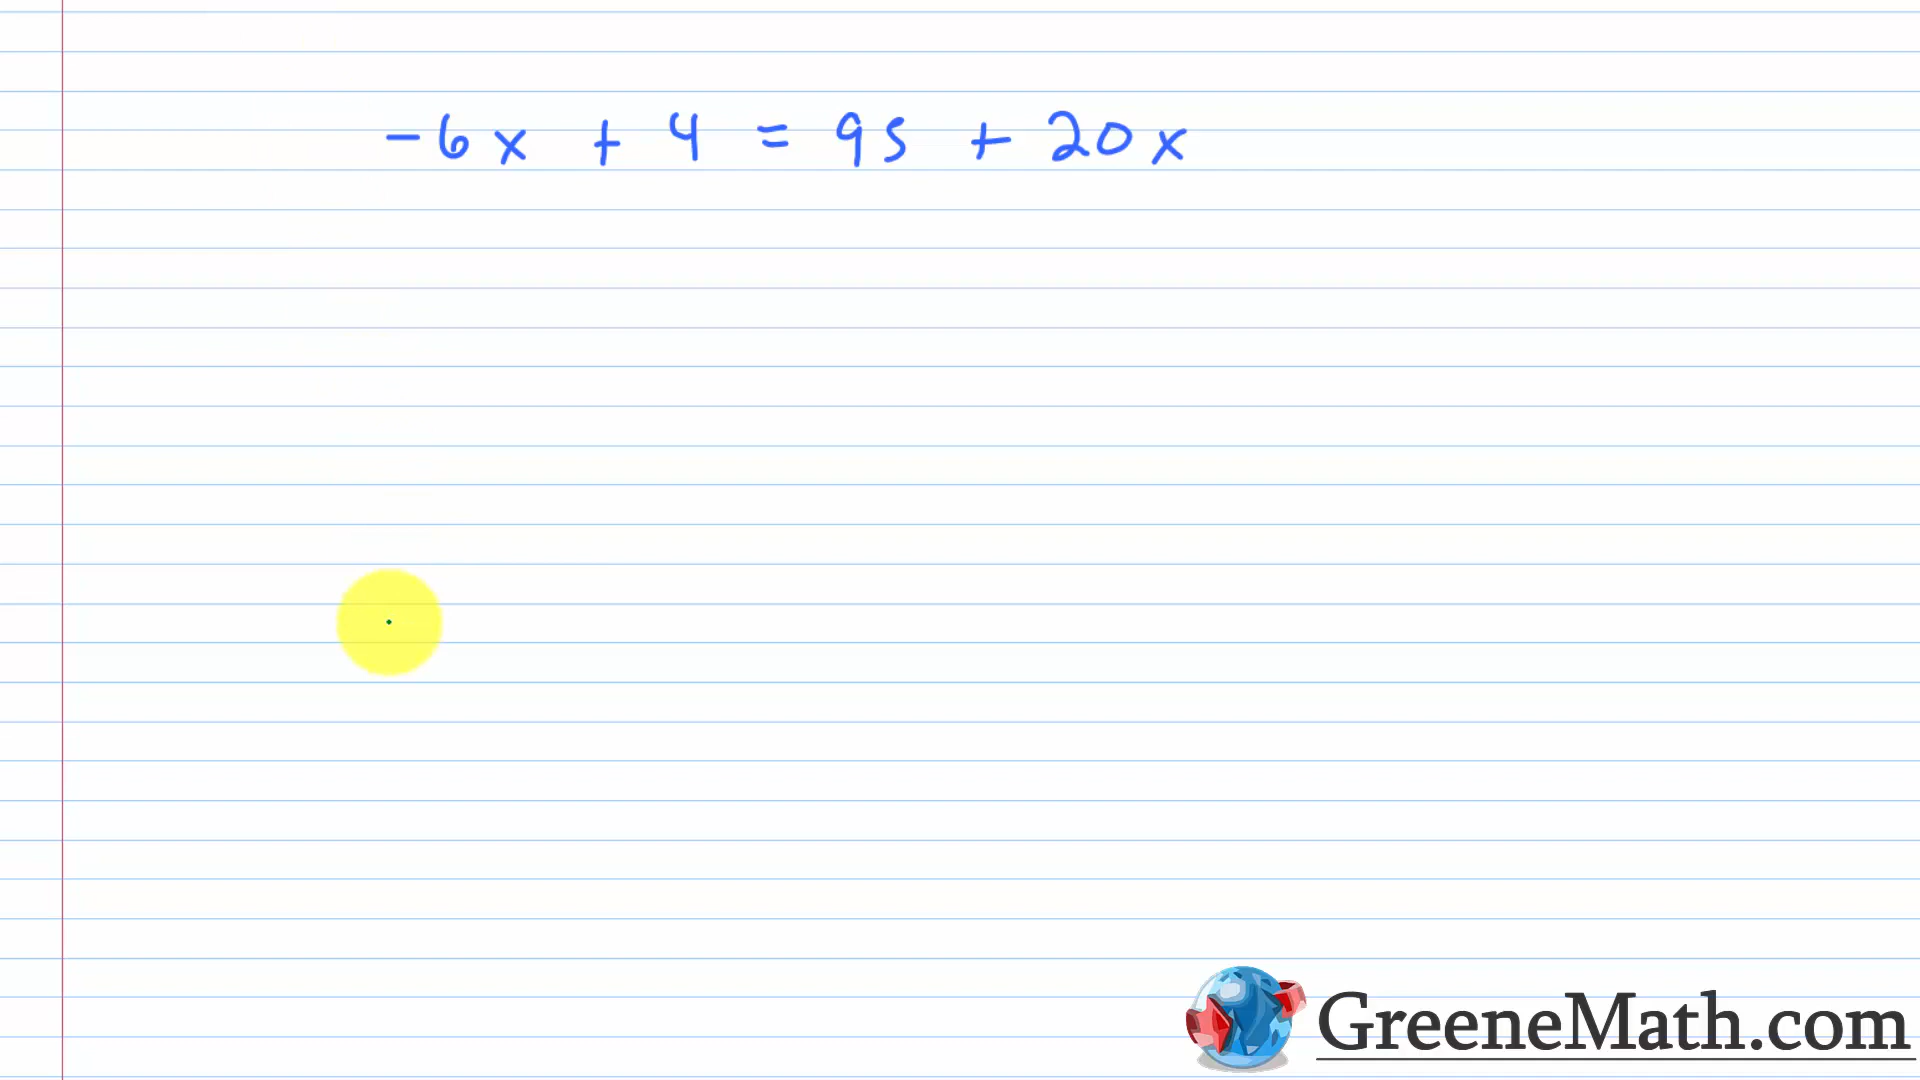 -6x + 4 = 95 + 20x
GreeneMath.com